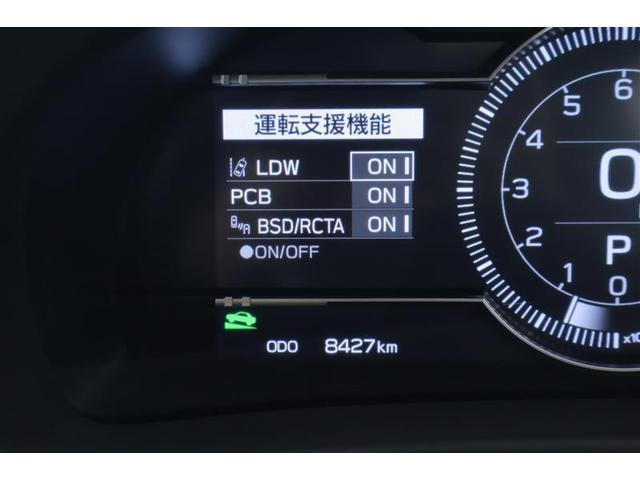 運転支援機能
LDW ON
PCB ON
BSD/RCTA ON
●ON/OFF
ODO 8427km
6
5
4
3
2
1
0
0
P